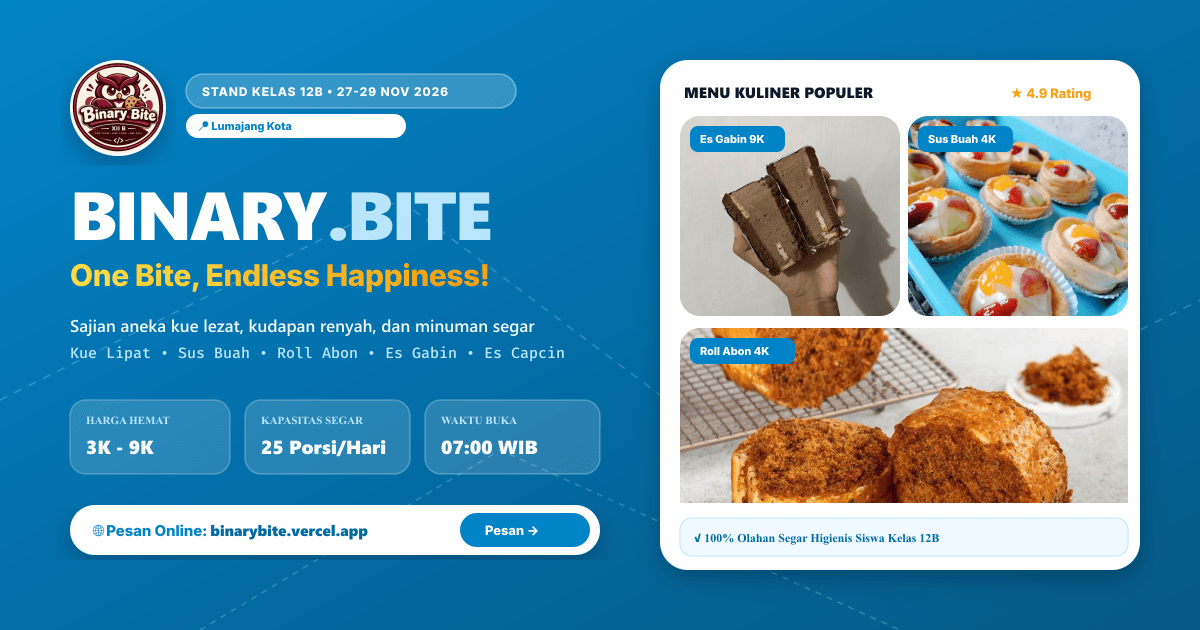 Binary Bite
XII B
</>
STAND KELAS 12B • 27-29 NOV 2026
📍 Lumajang Kota
BINARY.BITE
One Bite, Endless Happiness!
Sajian aneka kue lezat, kudapan renyah, dan minuman segar
Kue Lipat • Sus Buah • Roll Abon • Es Gabin • Es Capcin
HARGA HEMAT
3K - 9K
KAPASITAS SEGAR
25 Porsi/Hari
WAKTU BUKA
07:00 WIB
🌐 Pesan Online: binarybite.vercel.app
Pesan →
MENU KULINER POPULER
★ 4.9 Rating
Es Gabin 9K
Sus Buah 4K
Roll Abon 4K
✓ 100% Olahan Segar Higienis Siswa Kelas 12B